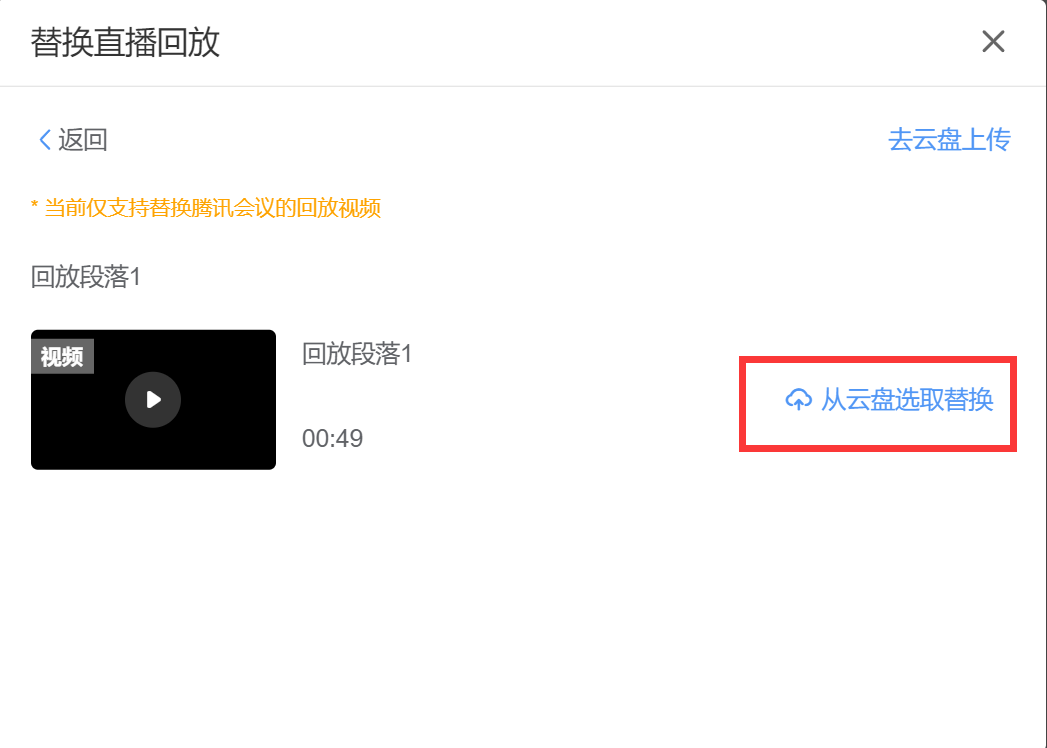 替换直播回放
返回
去云盘上传
* 当前仅支持替换腾讯会议的回放视频
回放段落1
视频
回放段落1
从云盘选取替换
00:49